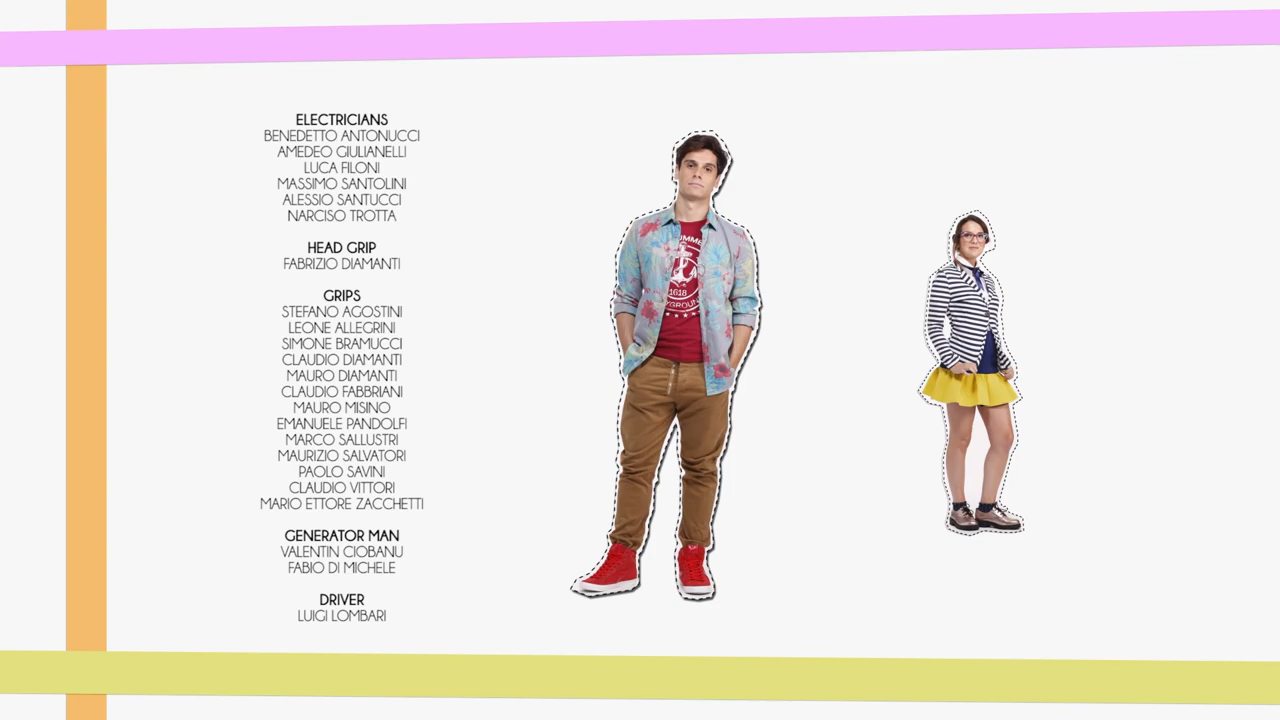 ELECTRICIANS
BENEDETTO ANTONUCCI
AMEDEO GIULIANELLI
LUCA FILONI
MASSIMO SANTOLINI
ALESSIO SANTUCCI
NARCISO TROTTA
HEAD GRIP
FABRIZIO DIAMANTI
GRIPS
STEFANO AGOSTINI
LEONE ALLEGRINI
SIMONE BRAMUCCI
CLAUDIO DIAMANTI
MAURO DIAMANTI
CLAUDIO FABBRIANI
MAURO MISINO
EMANUELE PANDOLFI
MARCO SALLUSTRI
MAURIZIO SALVATORI
PAOLO SAVINI
CLAUDIO VITTORI
MARIO ETTORE ZACCHETTI
GENERATOR MAN
VALENTIN CIOBANU
FABIO DI MICHELE
DRIVER
LUIGI LOMBARI
1618